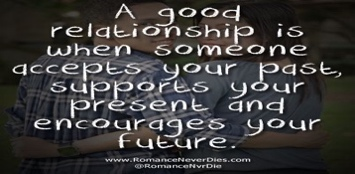 A good
relationship is
when someone
accepts your past,
supports your
present and
encourages your
future.
www.RomanceNeverDies.com
@RomanceNvrDie